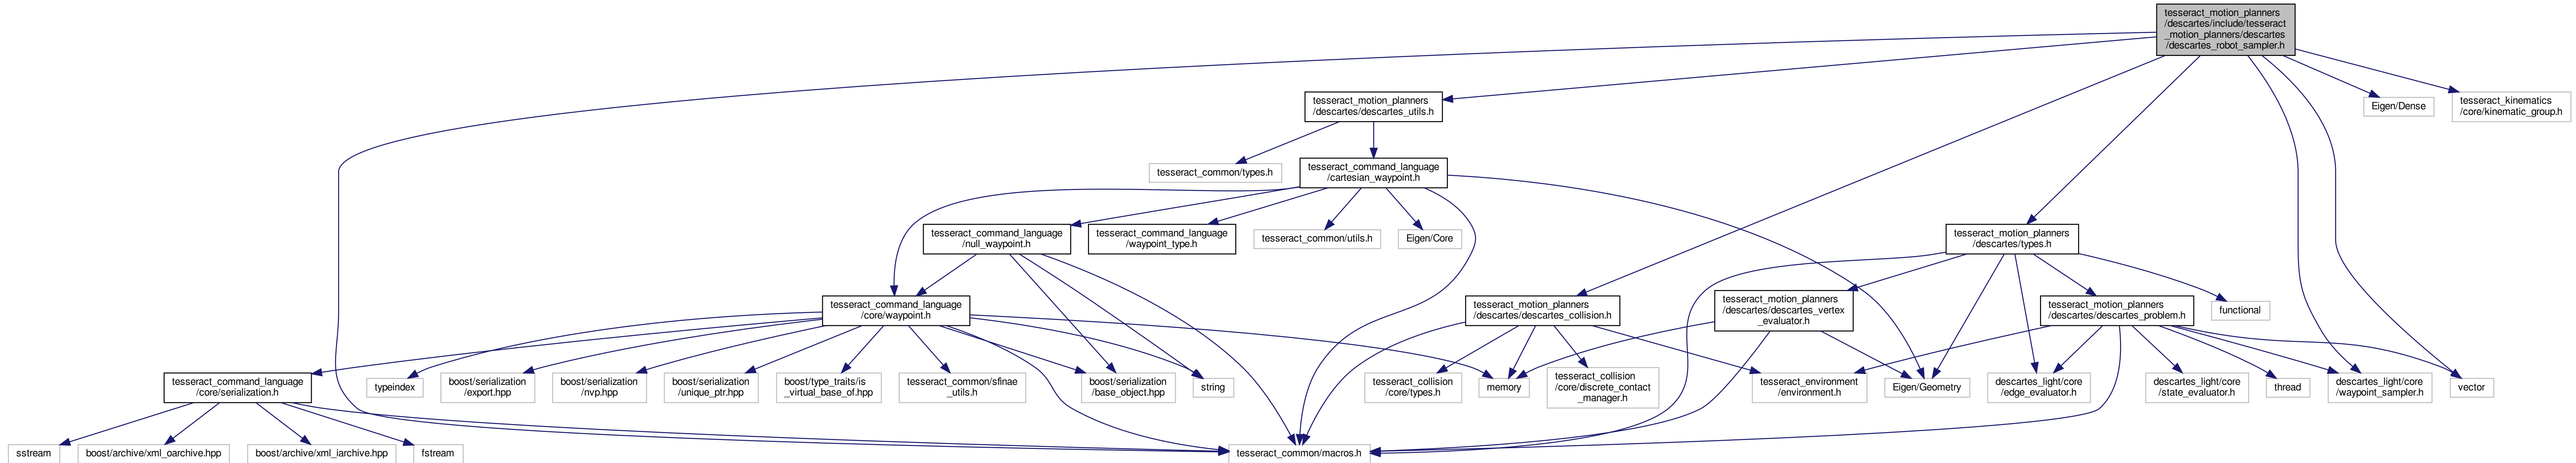 tesseract_motion_planners
/descartes/include/tesseract
_motion_planners/descartes
/descartes_robot_sampler.h
tesseract_motion_planners
/descartes/descartes_utils.h
Eigen/Dense
tesseract_kinematics
/core/kinematic_group.h
tesseract_common/types.h
tesseract_command_language
/cartesian_waypoint.h
tesseract_command_language
/null_waypoint.h
tesseract_command_language
/waypoint_type.h
tesseract_common/utils.h
Eigen/Core
tesseract_motion_planners
/descartes/types.h
tesseract_command_language
/core/waypoint.h
tesseract_motion_planners
/descartes/descartes_collision.h
tesseract_motion_planners
/descartes/descartes_vertex
_evaluator.h
tesseract_motion_planners
/descartes/descartes_problem.h
functional
tesseract_command_language
/core/serialization.h
typeindex
boost/serialization
/export.hpp
boost/serialization
/nvp.hpp
boost/serialization
/unique_ptr.hpp
boost/type_traits/is
_virtual_base_of.hpp
tesseract_common/sfinae
_utils.h
boost/serialization
/base_object.hpp
string
tesseract_collision
/core/types.h
memory
tesseract_collision
/core/discrete_contact
_manager.h
tesseract_environment
/environment.h
Eigen/Geometry
descartes_light/core
/edge_evaluator.h
descartes_light/core
/state_evaluator.h
thread
descartes_light/core
/waypoint_sampler.h
vector
sstream
boost/archive/xml_oarchive.hpp
boost/archive/xml_iarchive.hpp
fstream
tesseract_common/macros.h